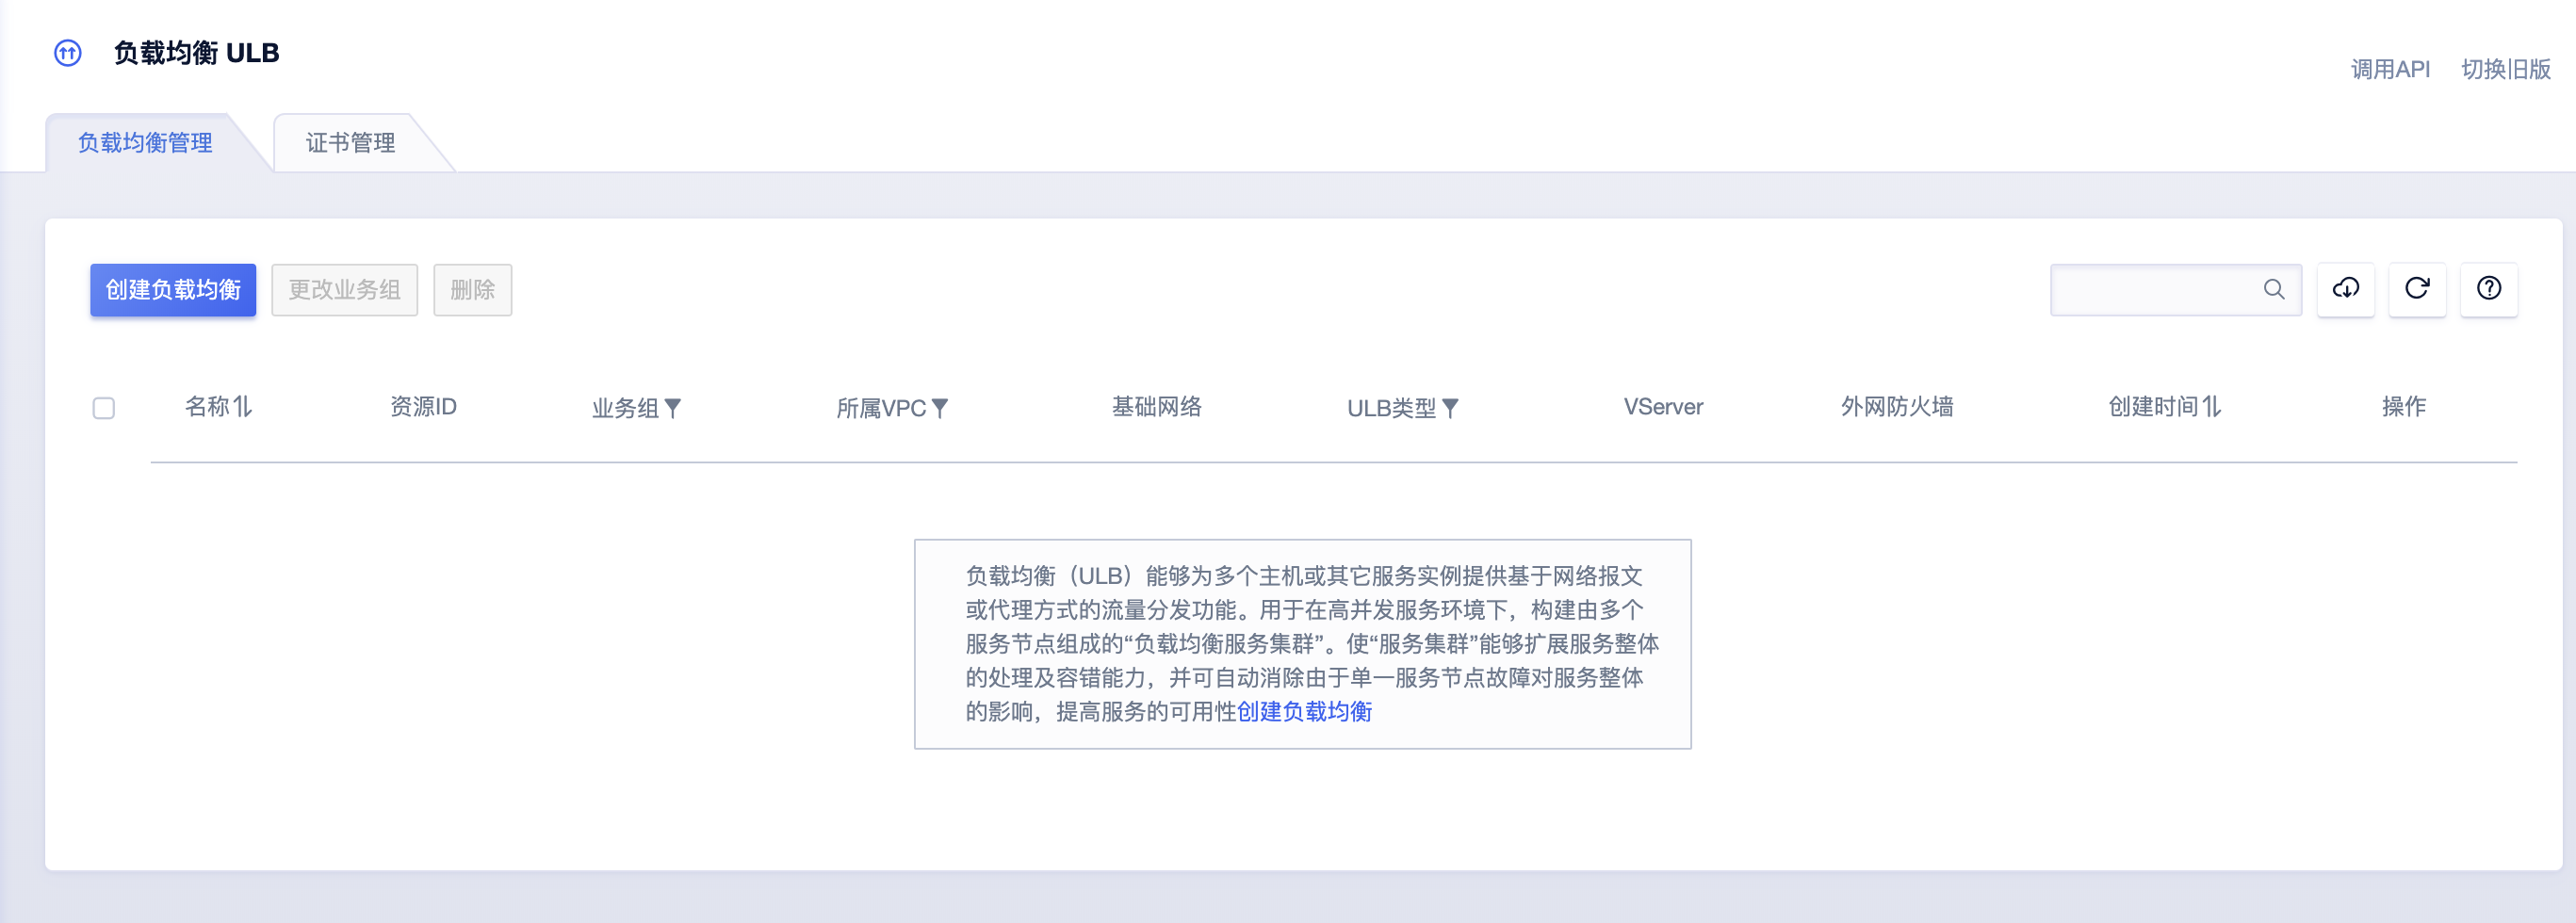 负载均衡 ULB
调用API 切换旧版
负载均衡管理 证书管理
创建负载均衡 更改业务组 删除
名称 资源ID 业务组 所属VPC 基础网络 ULB类型 VServer 外网防火墙 创建时间 操作
负载均衡（ULB）能够为多个主机或其它服务实例提供基于网络报文
或代理方式的流量分发功能。用于在高并发服务环境下，构建由多个
服务节点组成的“负载均衡服务集群”。使“服务集群”能够扩展服务整体
的处理及容错能力，并可自动消除由于单一服务节点故障对服务整体
的影响，提高服务的可用性创建负载均衡